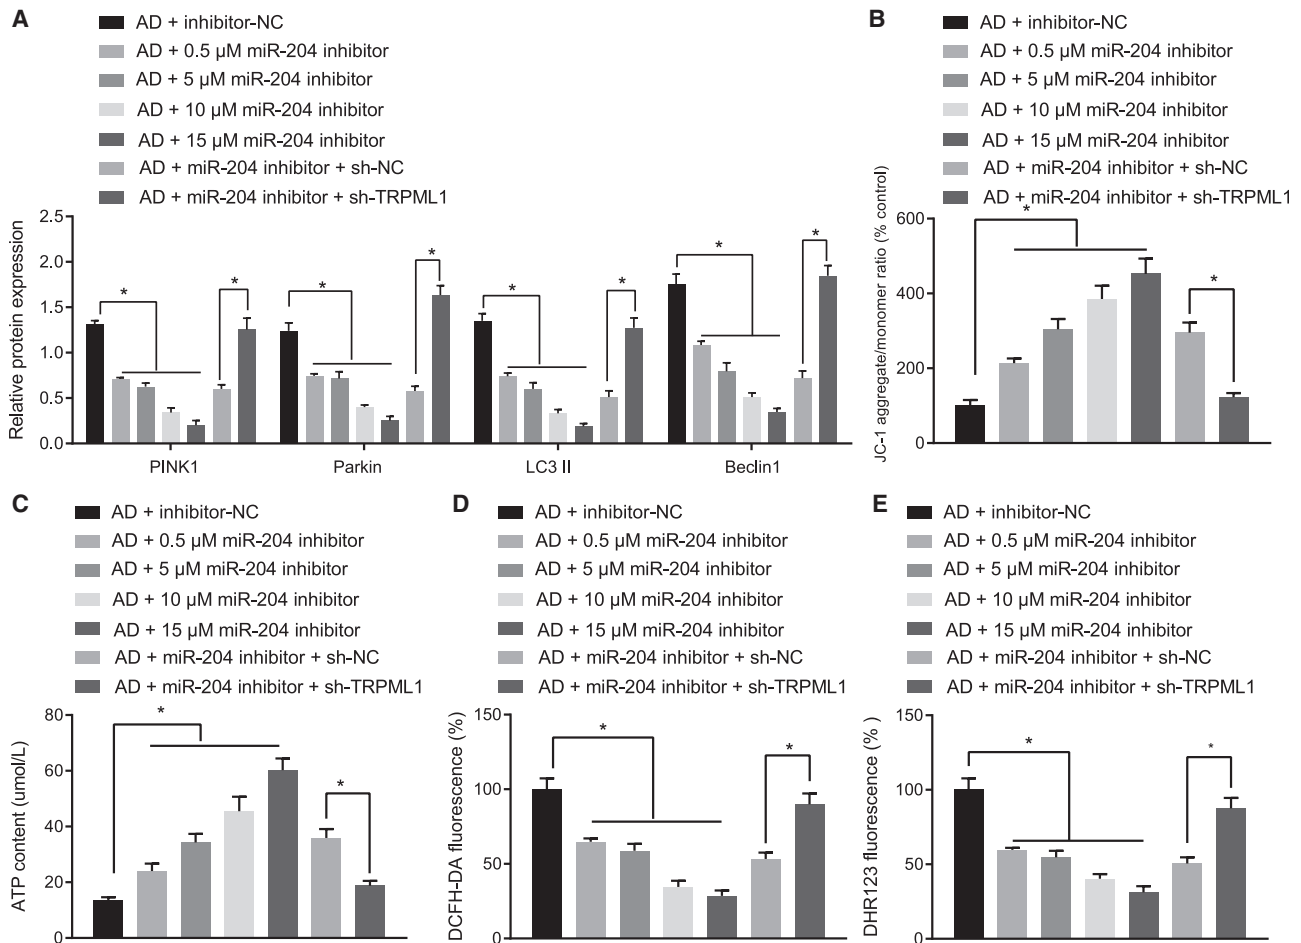 A
AD + inhibitor-NC
AD + 0.5 µM miR-204 inhibitor
AD + 5 µM miR-204 inhibitor
AD + 10 µM miR-204 inhibitor
AD + 15 µM miR-204 inhibitor
AD + miR-204 inhibitor + sh-NC
AD + miR-204 inhibitor + sh-TRPML1
Relative protein expression
2.5
2.0
1.5
1.0
0.5
0.0
* * * * * * * *
PINK1 Parkin LC3 II Beclin1
B
AD + inhibitor-NC
AD + 0.5 µM miR-204 inhibitor
AD + 5 µM miR-204 inhibitor
AD + 10 µM miR-204 inhibitor
AD + 15 µM miR-204 inhibitor
AD + miR-204 inhibitor + sh-NC
AD + miR-204 inhibitor + sh-TRPML1
JC-1 aggregate/monomer ratio (% control)
600
400
200
0
* *
C
AD + inhibitor-NC
AD + 0.5 µM miR-204 inhibitor
AD + 5 µM miR-204 inhibitor
AD + 10 µM miR-204 inhibitor
AD + 15 µM miR-204 inhibitor
AD + miR-204 inhibitor + sh-NC
AD + miR-204 inhibitor + sh-TRPML1
ATP content (umol/L)
80
60
40
20
0
* *
D
AD + inhibitor-NC
AD + 0.5 µM miR-204 inhibitor
AD + 5 µM miR-204 inhibitor
AD + 10 µM miR-204 inhibitor
AD + 15 µM miR-204 inhibitor
AD + miR-204 inhibitor + sh-NC
AD + miR-204 inhibitor + sh-TRPML1
DCFH-DA fluorescence (%)
150
100
50
0
* *
E
AD + inhibitor-NC
AD + 0.5 µM miR-204 inhibitor
AD + 5 µM miR-204 inhibitor
AD + 10 µM miR-204 inhibitor
AD + 15 µM miR-204 inhibitor
AD + miR-204 inhibitor + sh-NC
AD + miR-204 inhibitor + sh-TRPML1
DHR123 fluorescence (% )
150
100
50
0
* *